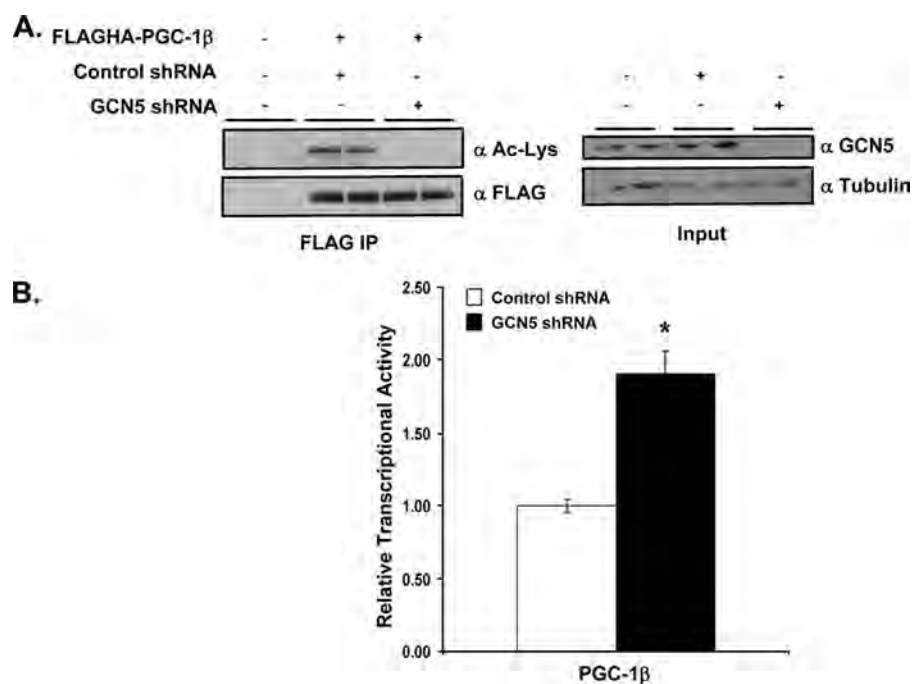 A.
FLAGHA-PGC-1β - + +
Control shRNA - + -
GCN5 shRNA - - +
α Ac-Lys
α FLAG
FLAG IP
- + -
- - +
α GCN5
α Tubulin
Input
B.
Relative Transcriptional Activity
2.50
2.00
1.50
1.00
0.50
0.00
Control shRNA
GCN5 shRNA
*
PGC-1β